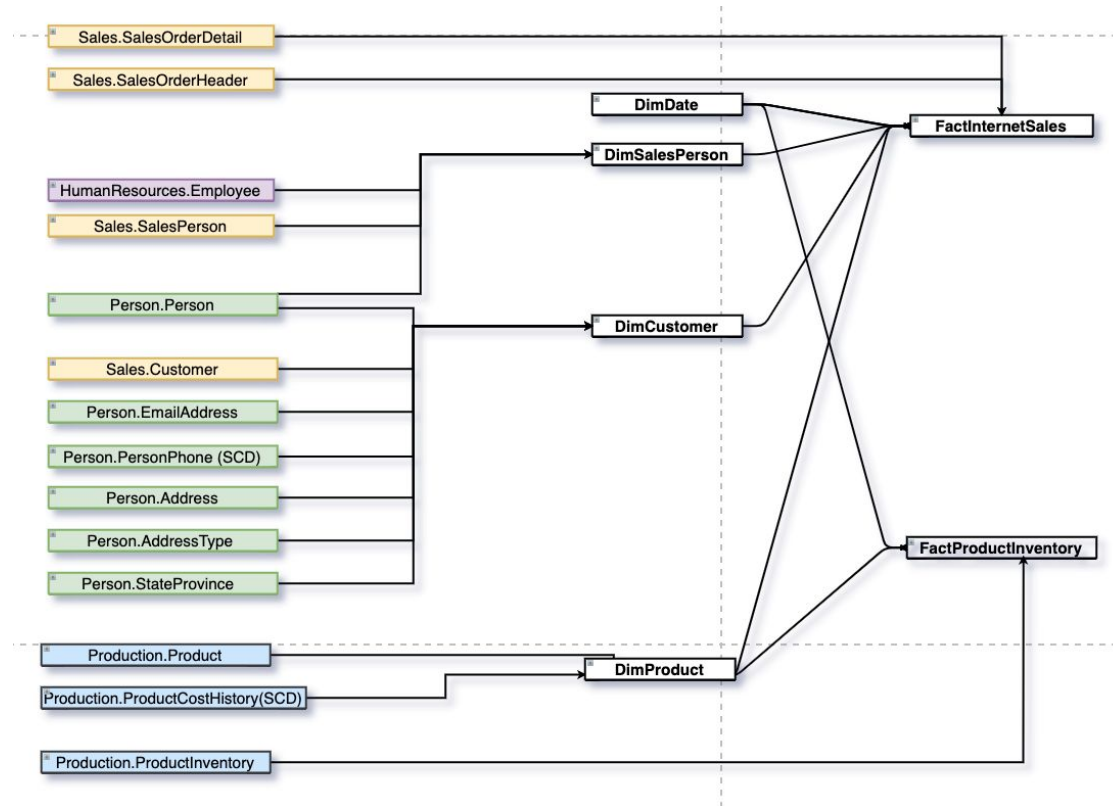 Sales.SalesOrderDetail
Sales.SalesOrderHeader
DimDate
FactInternetSales
DimSalesPerson
HumanResources.Employee
Sales.SalesPerson
Person.Person
DimCustomer
Sales.Customer
Person.EmailAddress
Person.PersonPhone (SCD)
Person.Address
Person.AddressType
FactProductInventory
Person.StateProvince
Production.Product
DimProduct
Production.ProductCostHistory(SCD)
Production.ProductInventory